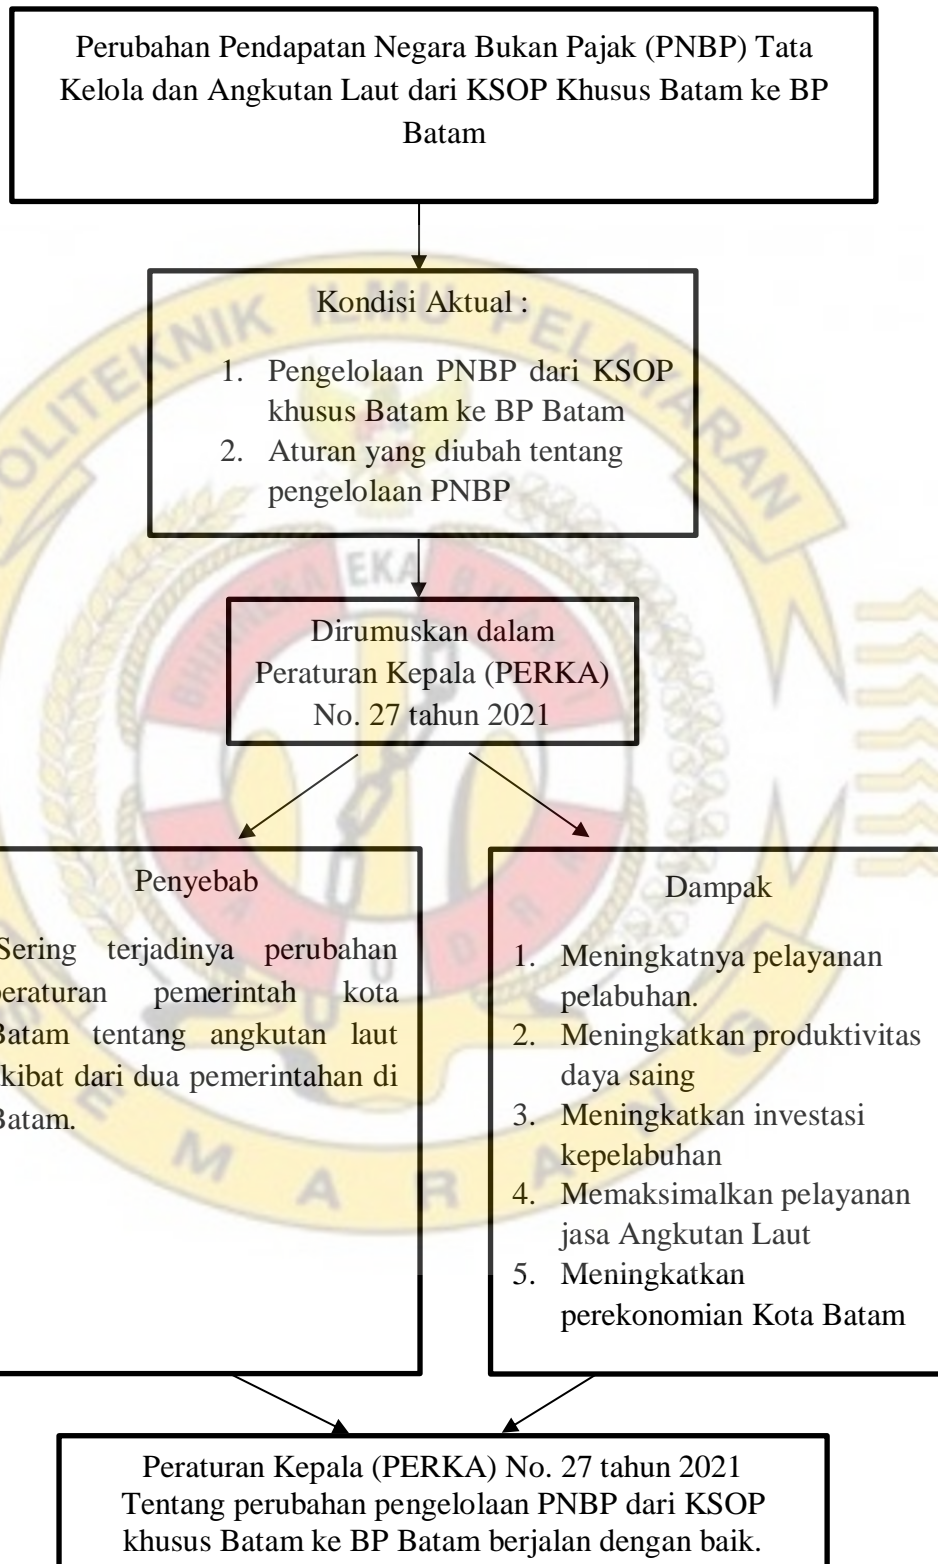 Perubahan Pendapatan Negara Bukan Pajak (PNBP) Tata
Kelola dan Angkutan Laut dari KSOP Khusus Batam ke BP
Batam
Kondisi Aktual :
1. Pengelolaan PNBP dari KSOP
khusus Batam ke BP Batam
2. Aturan yang diubah tentang
pengelolaan PNBP
Dirumuskan dalam
Peraturan Kepala (PERKA)
No. 27 tahun 2021
Penyebab
Sering terjadinya perubahan
peraturan pemerintah kota
Batam tentang angkutan laut
kibat dari dua pemerintahan di
Batam.
Dampak
1. Meningkatnya pelayanan
pelabuhan.
2. Meningkatkan produktivitas
daya saing
3. Meningkatkan investasi
kepelabuhan
4. Memaksimalkan pelayanan
jasa Angkutan Laut
5. Meningkatkan
perekonomian Kota Batam
Peraturan Kepala (PERKA) No. 27 tahun 2021
Tentang perubahan pengelolaan PNBP dari KSOP
khusus Batam ke BP Batam berjalan dengan baik.
POLITEKNIK ILMU PELAYARAN
SEMARANG